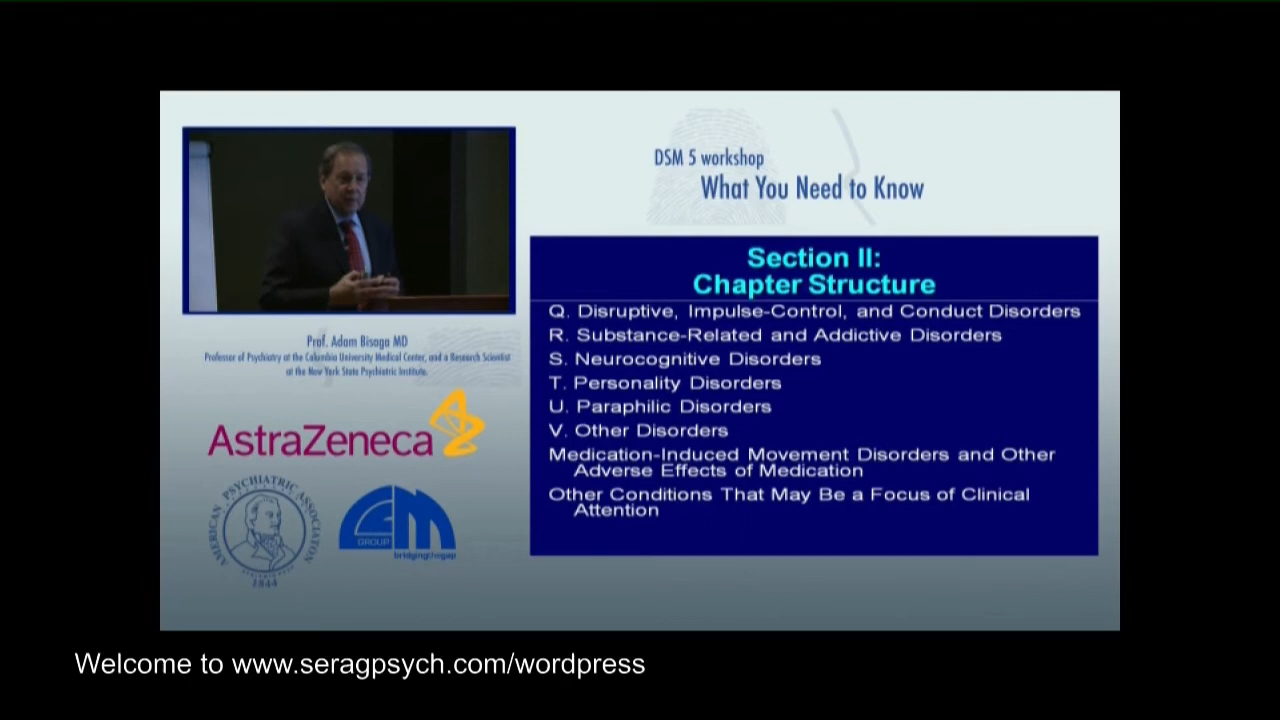 DSM 5 workshop
What You Need to Know
Section II:
Chapter Structure
Q. Disruptive, Impulse-Control, and Conduct Disorders
R. Substance-Related and Addictive Disorders
S. Neurocognitive Disorders
T. Personality Disorders
U. Paraphilic Disorders
V. Other Disorders
Medication-Induced Movement Disorders and Other
Adverse Effects of Medication
Other Conditions That May Be a Focus of Clinical
Attention
Prof. Adam Bisaga MD
Professor of Psychiatry at the Columbia University Medical Center, and a Research Scientist
at the New York State Psychiatric Institute.
AstraZeneca
AMERICAN PSYCHIATRIC ASSOCIATION
1844
GROUP
bridgingthegap
Welcome to www.seragpsych.com/wordpress